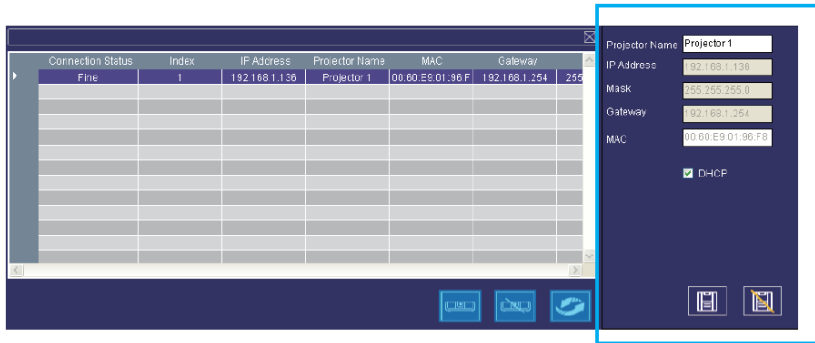 Connection Status Index IP Address Projector Name MAC Gateway
Fine 1 192.168.1.136 Projector 1 00:60:E9:01:96:F 192.168.1.254 255
Projector Name Projector 1
IP Address 192.168.1.136
Mask 255.255.255.0
Gateway 192.168.1.254
MAC 00:60:E9:01:96:F8
DHCP